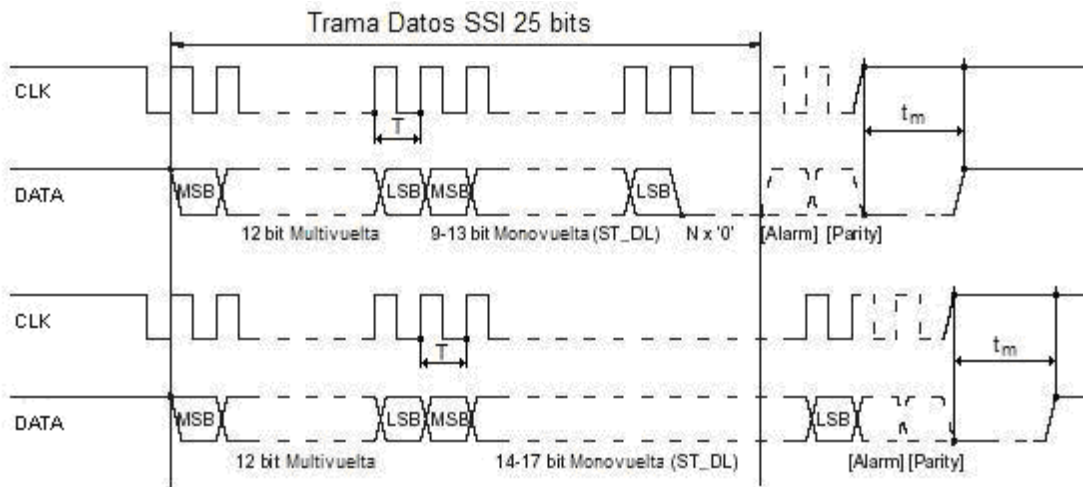 Trama Datos SSI 25 bits
CLK
T
t m
DATA
MSB LSB MSB LSB
12 bit Multivuelta 9-13 bit Monovuelta (ST_DL) N x '0' [Alarm] [Parity]
CLK
T
t m
DATA
MSB LSB MSB LSB
12 bit Multivuelta 14-17 bit Monovuelta (ST_DL) [Alarm] [Parity]